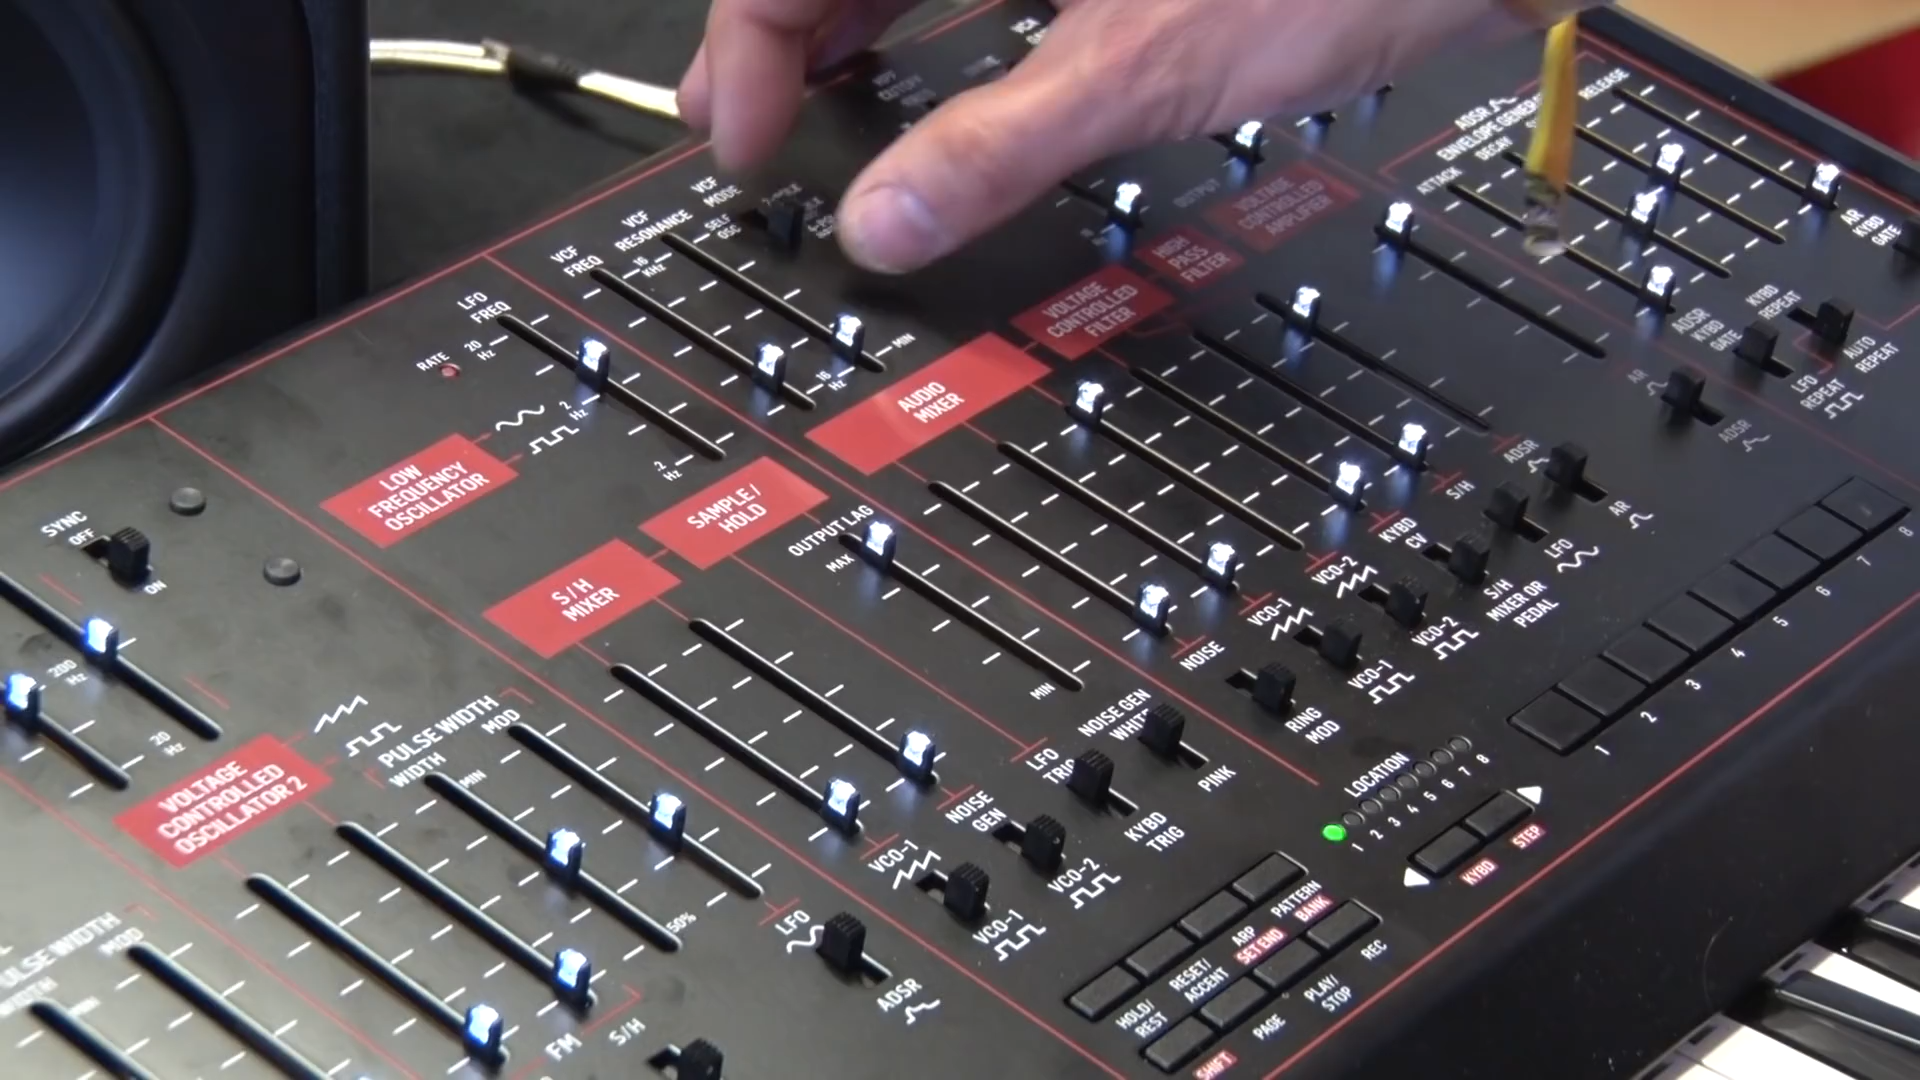 SYNC
OFF
ON
200
Hz
20
Hz
VOLTAGE
CONTROLLED
OSCILLATOR 2
PULSE WIDTH
WIDTH
MOD
MIN
50%
MOD
FM
S/H
LFO
ADSR
LFO
FREQ
RATE
20
Hz
2
Hz
.2
Hz
LOW
FREQUENCY
OSCILLATOR
SAMPLE/
HOLD
S/H
MIXER
OUTPUT LAG
MAX
MIN
VCO-1
VCO-1
NOISE
GEN
VCO-2
LFO
KYBD
TRIG
NOISE GEN
PINK
VCF
FREQ
16
KHz
16
Hz
VCF
RESONANCE
SELF
OSC
MIN
VCF
MODE
AUDIO
MIXER
VOLTAGE
CONTROLLED
FILTER
HIGH
PASS
FILTER
VOLTAGE
CONTROLLED
AMPLIFIER
OUTPUT
NOISE
RING
MOD
VCO-1
VCO-1
VCO-2
VCO-2
KYBD
CV
S/H
MIXER OR
PEDAL
S/H
LFO
ADSR
AR
AR
ADSR
ADSR
ATTACK
DECAY
RELEASE
ADSR
KYBD
GATE
KYBD
REPEAT
LFO
REPEAT
AUTO
REPEAT
AR
KYBD
GATE
1
2
3
4
5
6
7
8
LOCATION
1 2 3 4 5 6 7 8
KYBD
STEP
PATTERN
BANK
ARP
SET END
RESET/
ACCENT
HOLD/
REST
REC
PLAY/
STOP
PAGE
SHIFT